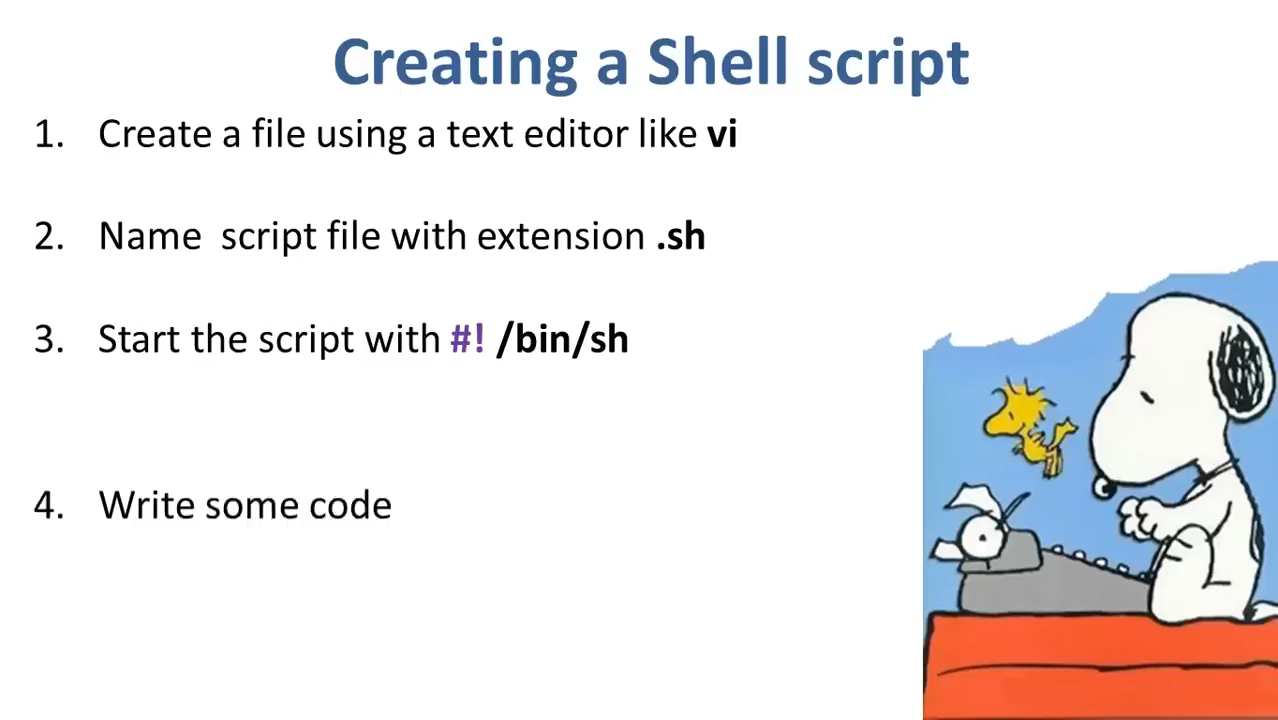 Creating a Shell script
1. Create a file using a text editor like vi
2. Name  script file with extension .sh
3. Start the script with #! /bin/sh
4. Write some code